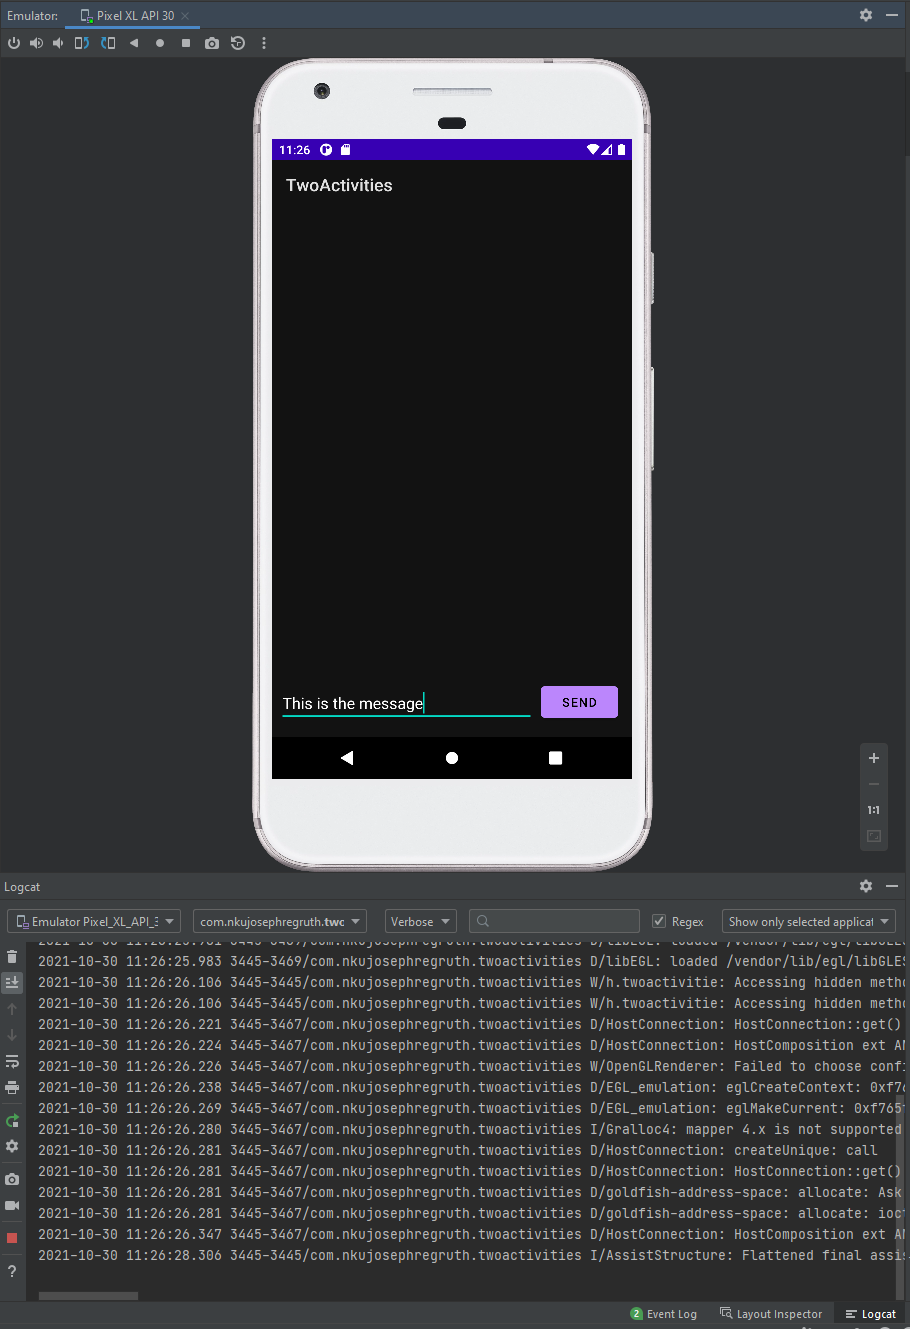 Emulator: Pixel XL API 30
11:26
TwoActivities
This is the message SEND
1:1
Logcat
Emulator Pixel_XL_API_3 com.nkujosephregruth.two Verbose Regex Show only selected applicat
2021-10-30 11:26:25.983 3445-3469/com.nkujosephregruth.twoactivities D/libEGL: loaded /vendor/lib/egl/libGLES
2021-10-30 11:26:26.106 3445-3445/com.nkujosephregruth.twoactivities W/h.twoactivitie: Accessing hidden metho
2021-10-30 11:26:26.106 3445-3445/com.nkujosephregruth.twoactivities W/h.twoactivitie: Accessing hidden metho
2021-10-30 11:26:26.221 3445-3467/com.nkujosephregruth.twoactivities D/HostConnection: HostConnection::get()
2021-10-30 11:26:26.224 3445-3467/com.nkujosephregruth.twoactivities D/HostConnection: HostComposition ext AN
2021-10-30 11:26:26.226 3445-3467/com.nkujosephregruth.twoactivities W/OpenGLRenderer: Failed to choose confi
2021-10-30 11:26:26.238 3445-3467/com.nkujosephregruth.twoactivities D/EGL_emulation: eglCreateContext: 0xf76
2021-10-30 11:26:26.269 3445-3467/com.nkujosephregruth.twoactivities D/EGL_emulation: eglMakeCurrent: 0xf765
2021-10-30 11:26:26.280 3445-3467/com.nkujosephregruth.twoactivities I/Gralloc4: mapper 4.x is not supported
2021-10-30 11:26:26.281 3445-3467/com.nkujosephregruth.twoactivities D/HostConnection: createUnique: call
2021-10-30 11:26:26.281 3445-3467/com.nkujosephregruth.twoactivities D/HostConnection: HostConnection::get()
2021-10-30 11:26:26.281 3445-3467/com.nkujosephregruth.twoactivities D/goldfish-address-space: allocate: Ask
2021-10-30 11:26:26.281 3445-3467/com.nkujosephregruth.twoactivities D/goldfish-address-space: allocate: ioct
2021-10-30 11:26:26.347 3445-3467/com.nkujosephregruth.twoactivities D/HostConnection: HostComposition ext AN
2021-10-30 11:26:28.306 3445-3445/com.nkujosephregruth.twoactivities I/AssistStructure: Flattened final assis
2 Event Log Layout Inspector Logcat